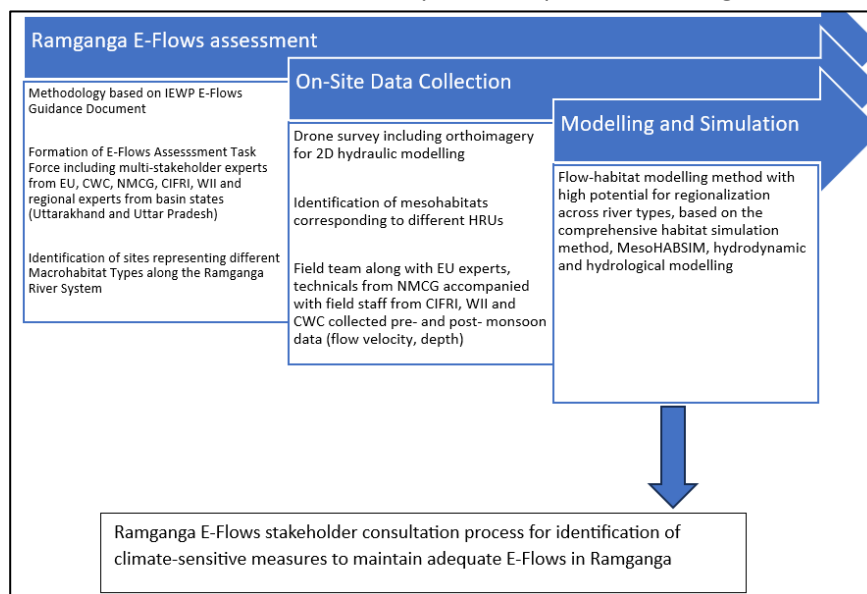 Ramganga E-Flows assessment
Methodology based on IEWP E-Flows
Guidance Document
Formation of E-Flows Assesssment Task
Force including multi-stakeholder experts
from EU, CWC, NMCG, CIFRI, WII and
regional experts from basin states
(Uttarakhand and Uttar Pradesh)
Identification of sites representing different
Macrohabitat Types along the Ramganga
River System
On-Site Data Collection
Drone survey including orthoimagery
for 2D hydraulic modelling
Identification of mesohabitats
corresponding to different HRUs
Field team along with EU experts,
technicals from NMCG accompanied
with field staff from CIFRI, WII and
CWC collected pre- and post- monsoon
data (flow velocity, depth)
Modelling and Simulation
Flow-habitat modelling method with
high potential for regionalization
across river types, based on the
comprehensive habitat simulation
method, MesoHABSIM, hydrodynamic
and hydrological modelling
Ramganga E-Flows stakeholder consultation process for identification of
climate-sensitive measures to maintain adequate E-Flows in Ramganga